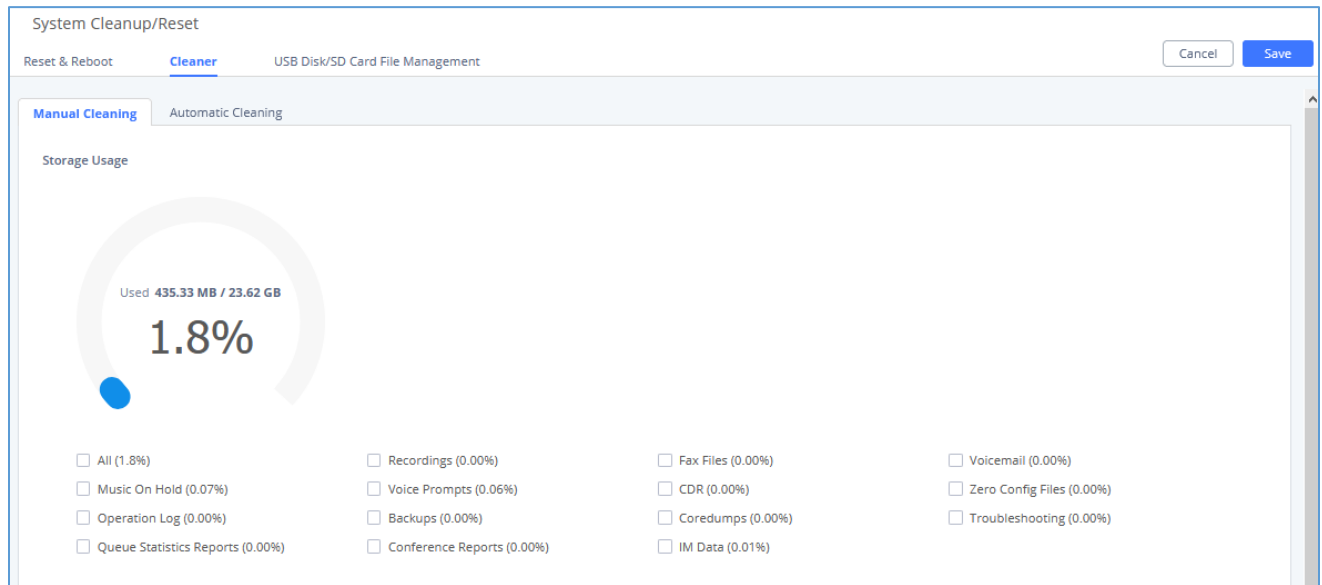 System Cleanup/Reset
Reset & Reboot Cleaner USB Disk/SD Card File Management Cancel Save
Manual Cleaning Automatic Cleaning
Storage Usage
Used 435.33 MB / 23.62 GB
1.8%
All (1.8%) Recordings (0.00%) Fax Files (0.00%) Voicemail (0.00%)
Music On Hold (0.07%) Voice Prompts (0.06%) CDR (0.00%) Zero Config Files (0.00%)
Operation Log (0.00%) Backups (0.00%) Coredumps (0.00%) Troubleshooting (0.00%)
Queue Statistics Reports (0.00%) Conference Reports (0.00%) IM Data (0.01%)